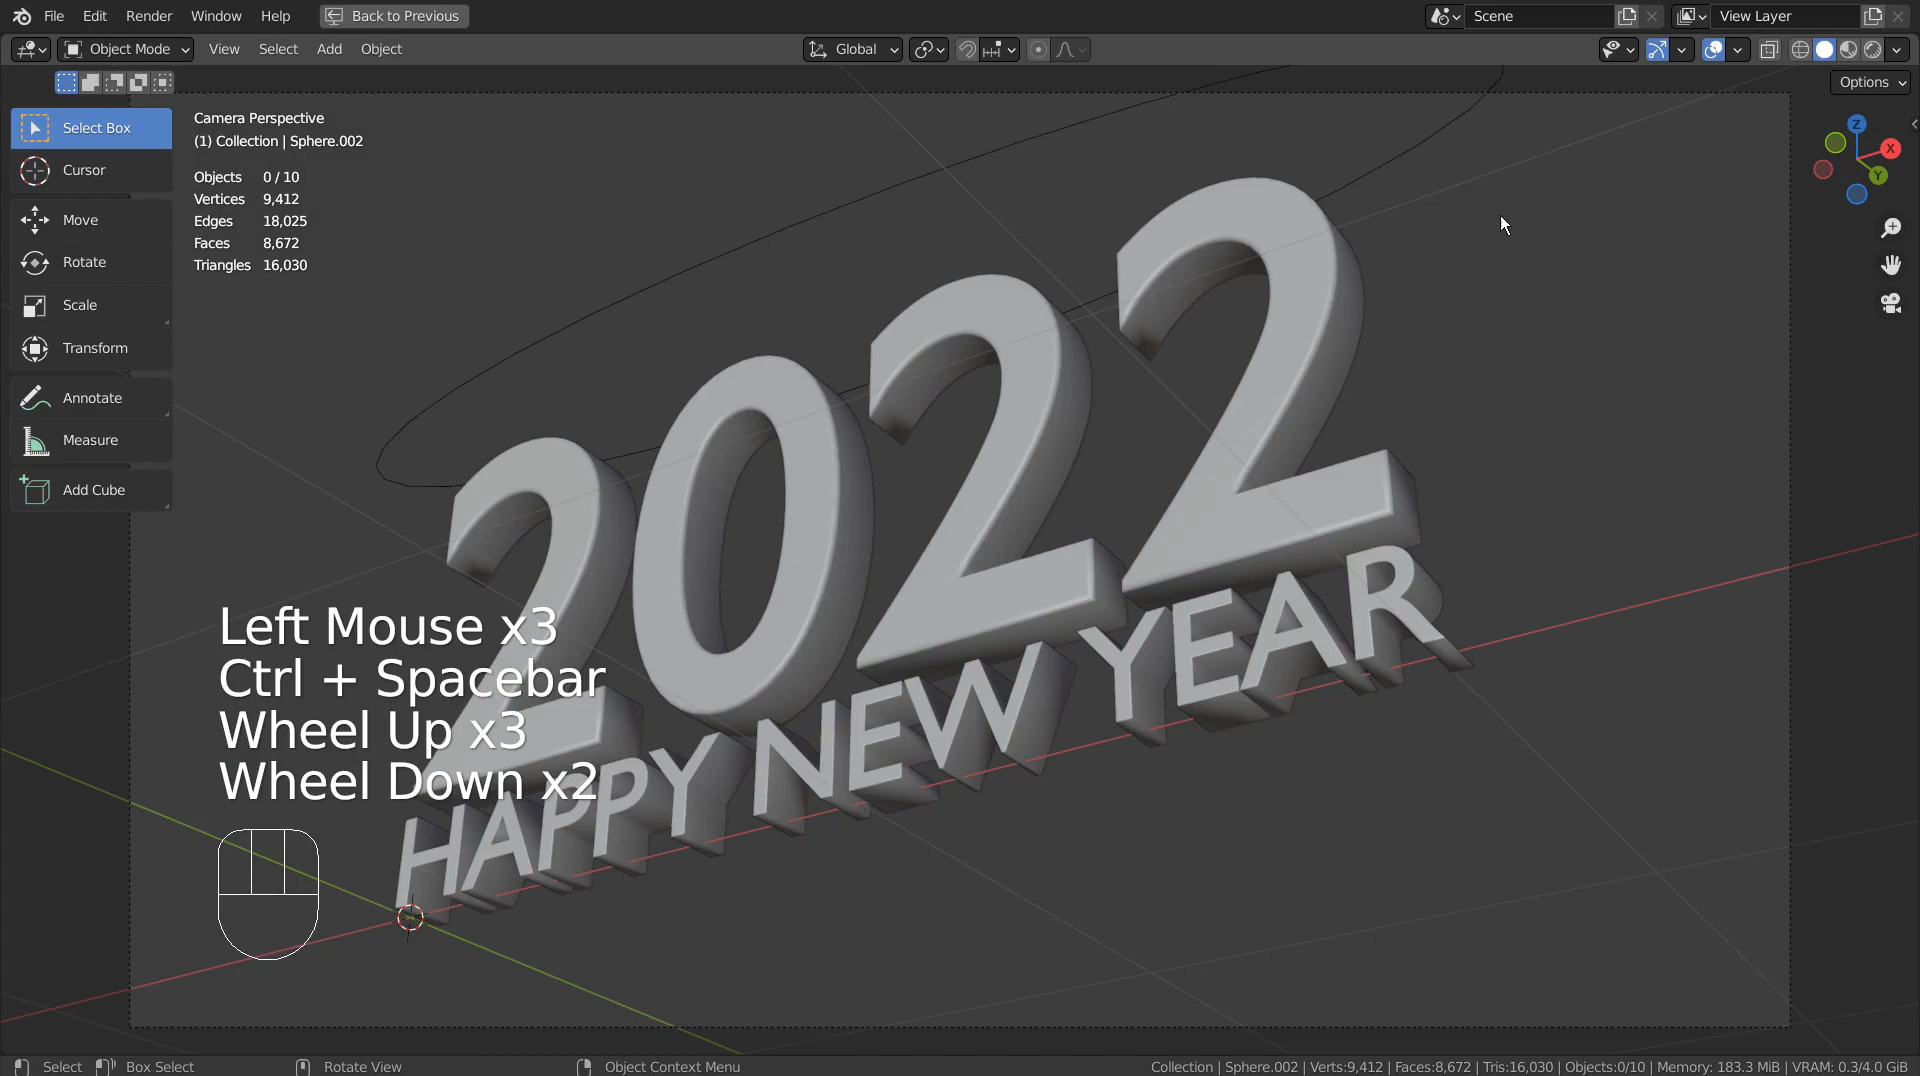 File Edit Render Window Help Back to Previous Scene View Layer
Object Mode View Select Add Object Global
Options
Select Box
Cursor
Move
Rotate
Scale
Transform
Annotate
Measure
Add Cube
Camera Perspective
(1) Collection | Sphere.002
Objects 0 / 10
Vertices 9,412
Edges 18,025
Faces 8,672
Triangles 16,030
Z
X
Y
2022
HAPPY NEW YEAR
Left Mouse x3
Ctrl + Spacebar
Wheel Up x3
Wheel Down x2
Select Box Select Rotate View Object Context Menu Collection | Sphere.002 | Verts:9,412 | Faces:8,672 | Tris:16,030 | Objects:0/10 | Memory: 183.3 MiB | VRAM: 0.3/4.0 GiB